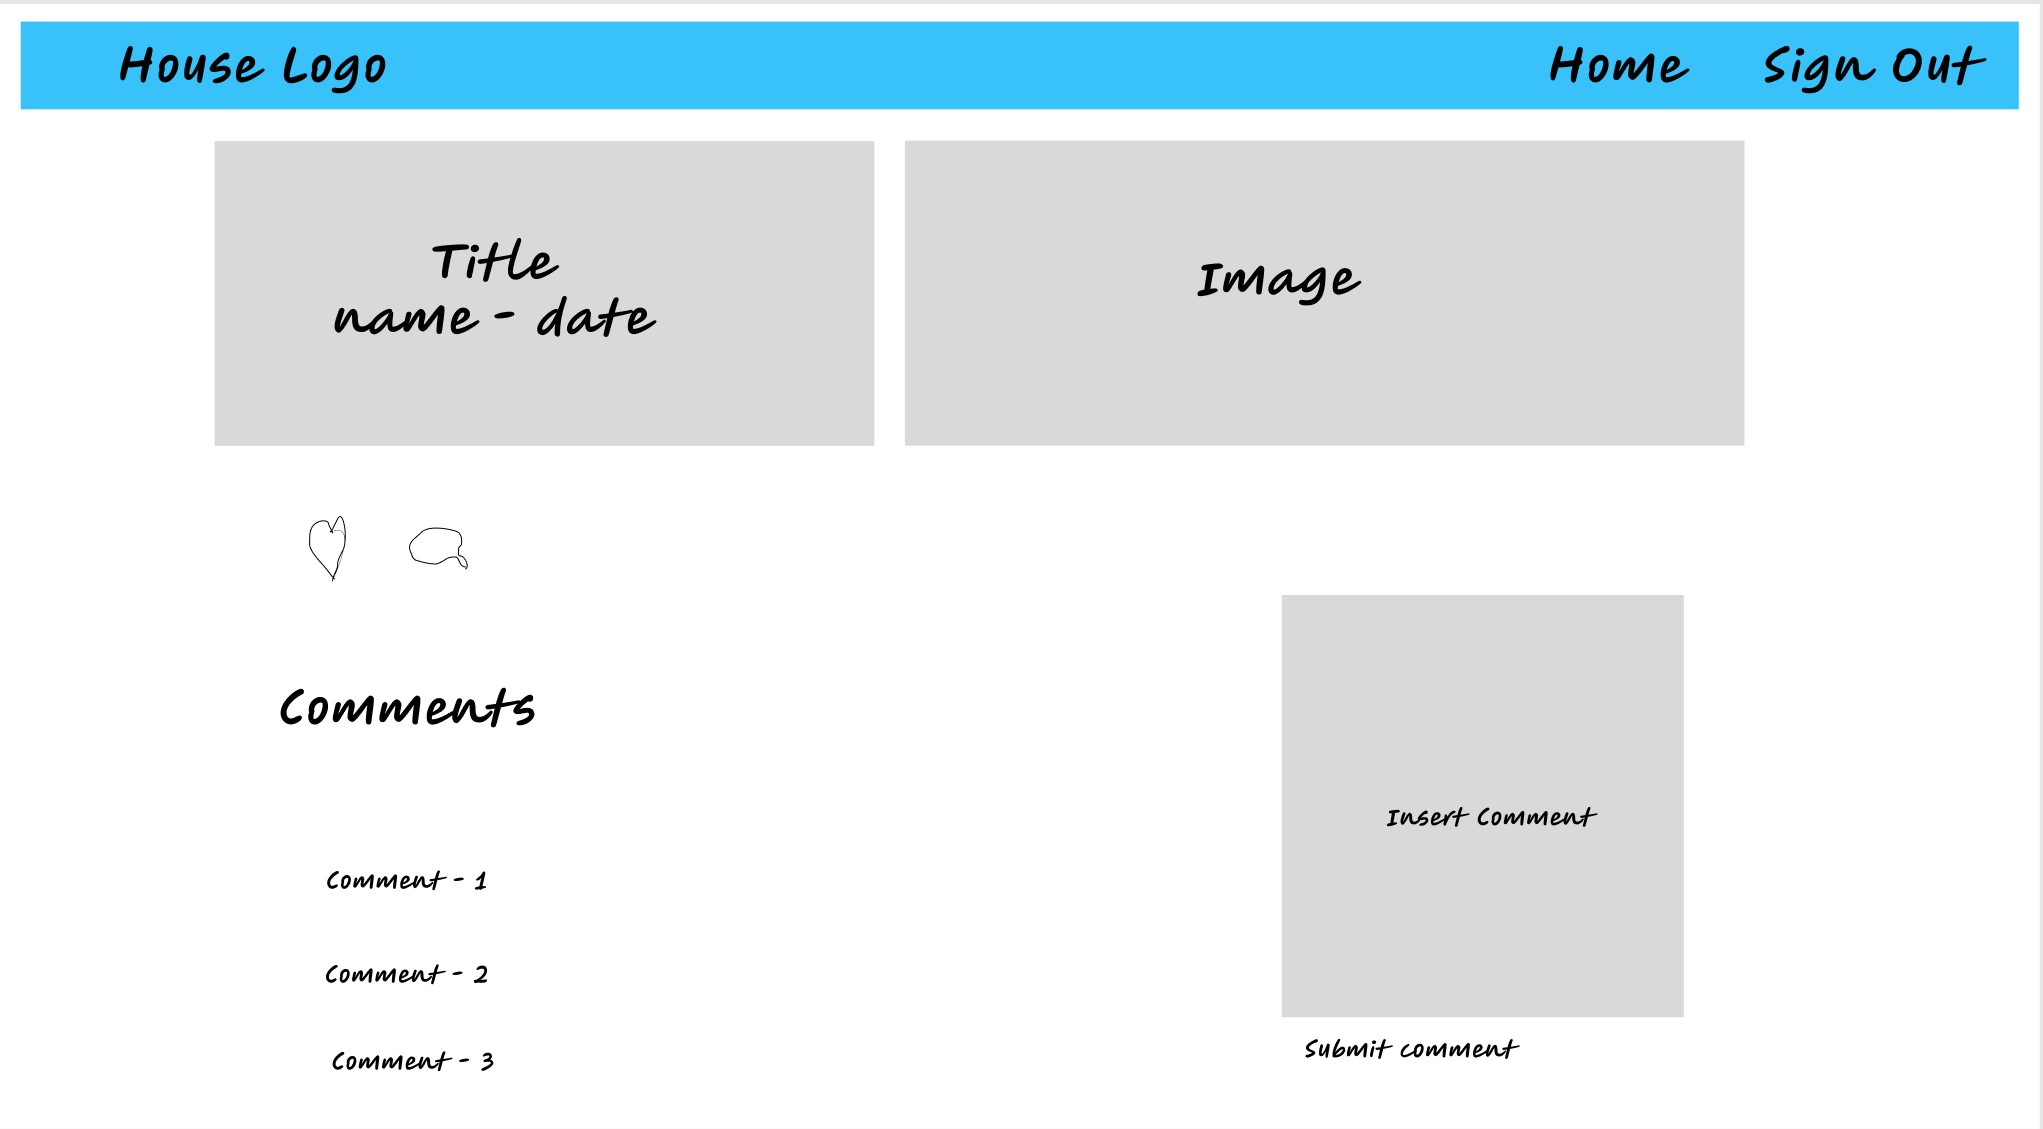 House Logo
Home
Sign Out
Title
name - date
Image
Comments
Comment - 1
Comment - 2
Comment - 3
Insert Comment
Submit comment